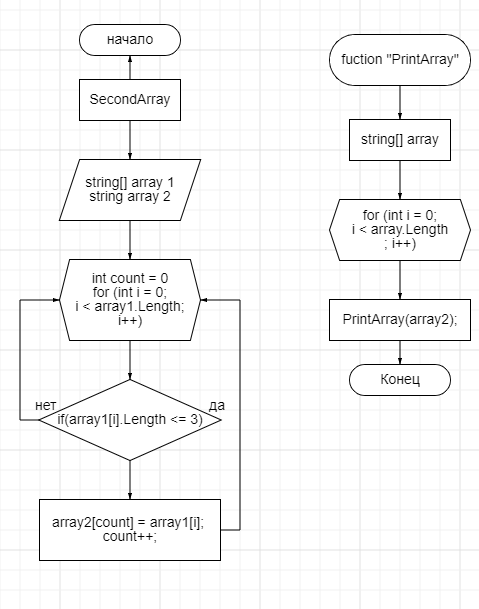 начало
SecondArray
string[] array 1
string array 2
int count = 0
for (int i = 0;
i < array1.Length;
i++)
нет
да
if(array1[i].Length <= 3)
array2[count] = array1[i];
count++;
fuction "PrintArray"
string[] array
for (int i = 0;
i < array.Length
; i++)
PrintArray(array2);
Конец